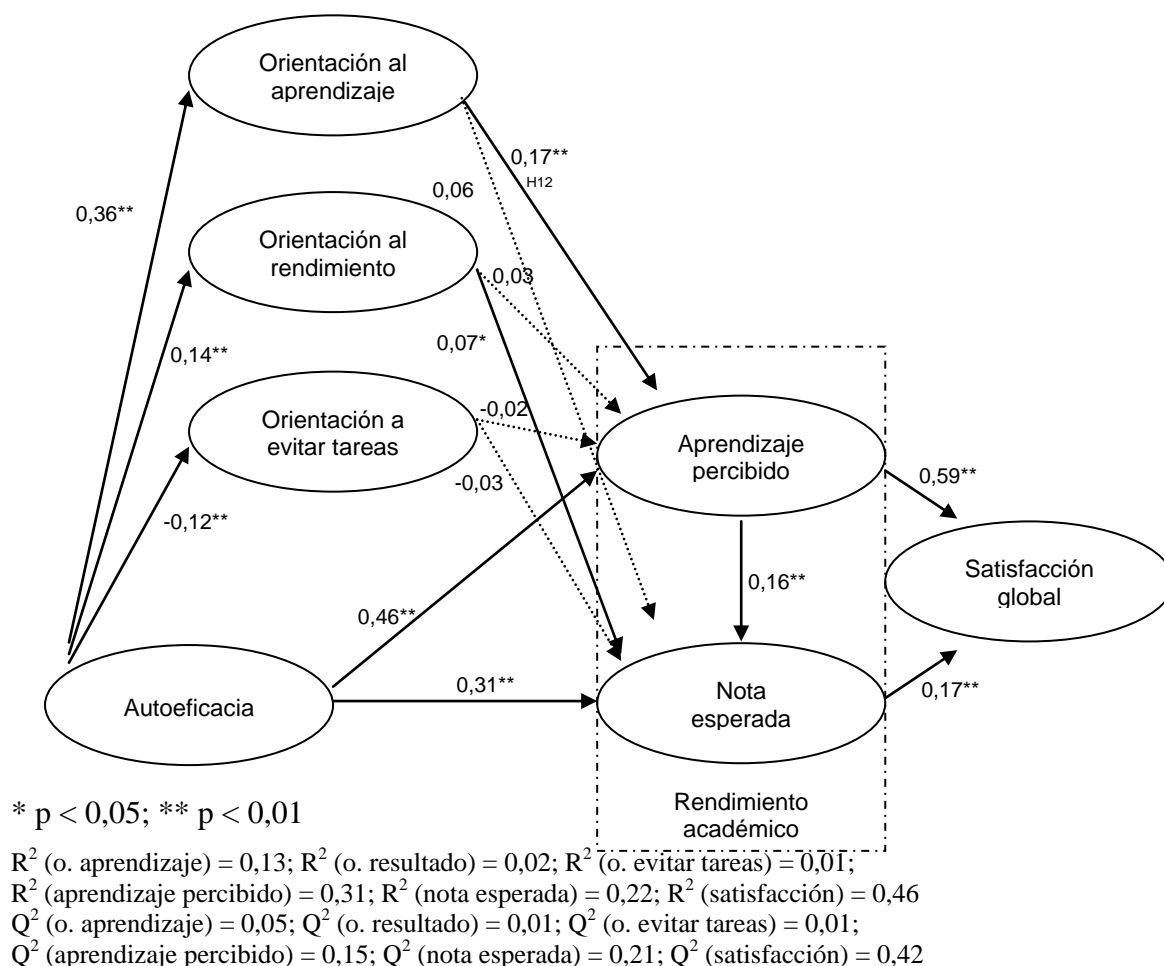 Orientación al
aprendizaje
0,17**
H12
0,06
0,36**
Orientación al
rendimiento
0,03
0,07*
0,14**
Orientación a
evitar tareas
-0,02
Aprendizaje
percibido
-0,03
0,59**
-0,12**
Satisfacción
global
0,16**
0,46**
0,31**
Nota
esperada
0,17**
Autoeficacia
Rendimiento
académico
* p < 0,05; ** p < 0,01
R² (o. aprendizaje) = 0,13; R² (o. resultado) = 0,02; R² (o. evitar tareas) = 0,01;
R² (aprendizaje percibido) = 0,31; R² (nota esperada) = 0,22; R² (satisfacción) = 0,46
Q² (o. aprendizaje) = 0,05; Q² (o. resultado) = 0,01; Q² (o. evitar tareas) = 0,01;
Q² (aprendizaje percibido) = 0,15; Q² (nota esperada) = 0,21; Q² (satisfacción) = 0,42